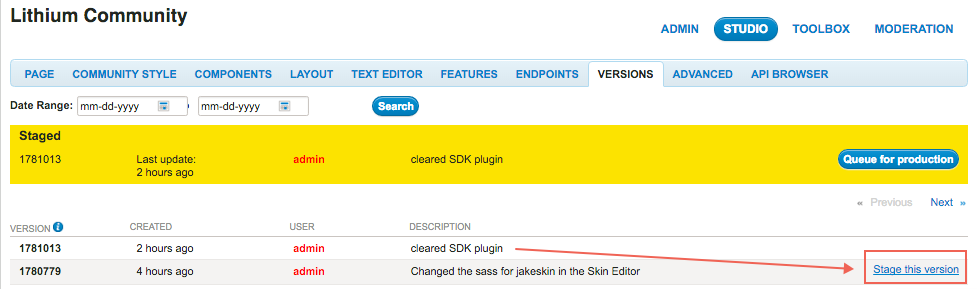 Lithium Community
ADMIN STUDIO TOOLBOX MODERATION
PAGE COMMUNITY STYLE COMPONENTS LAYOUT TEXT EDITOR FEATURES ENDPOINTS VERSIONS ADVANCED API BROWSER
Date Range: mm-dd-yyyy mm-dd-yyyy Search
Staged
1781013 Last update: admin cleared SDK plugin Queue for production
2 hours ago
« Previous Next »
VERSION i CREATED USER DESCRIPTION
1781013 2 hours ago admin cleared SDK plugin
1780779 4 hours ago admin Changed the sass for jakeskin in the Skin Editor Stage this version